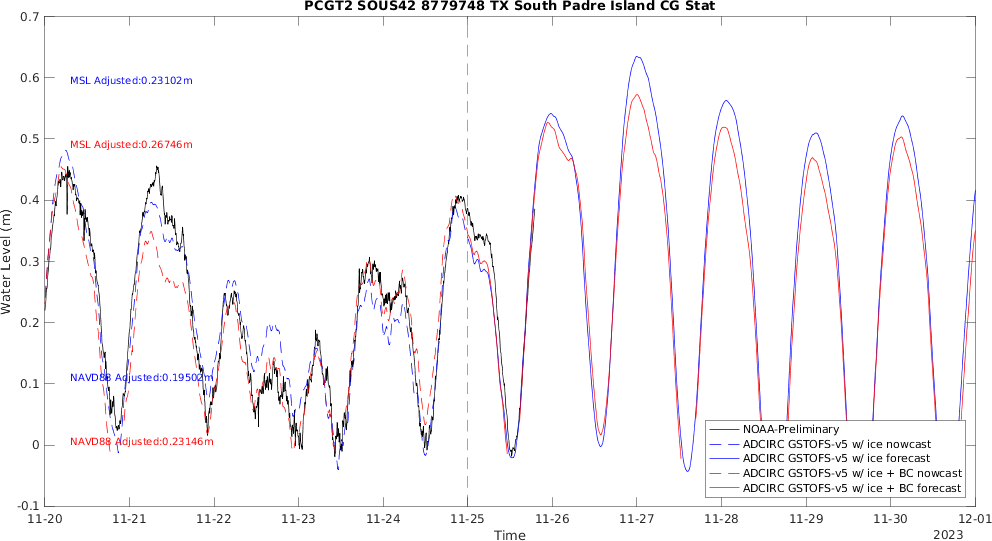 PCGT2 SOUS42 8779748 TX South Padre Island CG Stat
0.7
0.6
0.5
0.4
0.3
0.2
0.1
0
-0.1
Water Level (m)
MSL Adjusted:0.23102m
MSL Adjusted:0.26746m
NAVD88 Adjusted:0.19502m
NAVD88 Adjusted:0.23146m
NOAA-Preliminary
ADCIRC GSTOFS-v5 w/ ice nowcast
ADCIRC GSTOFS-v5 w/ ice forecast
ADCIRC GSTOFS-v5 w/ ice + BC nowcast
ADCIRC GSTOFS-v5 w/ ice + BC forecast
11-20 11-21 11-22 11-23 11-24 11-25 11-26 11-27 11-28 11-29 11-30 12-01
Time
2023